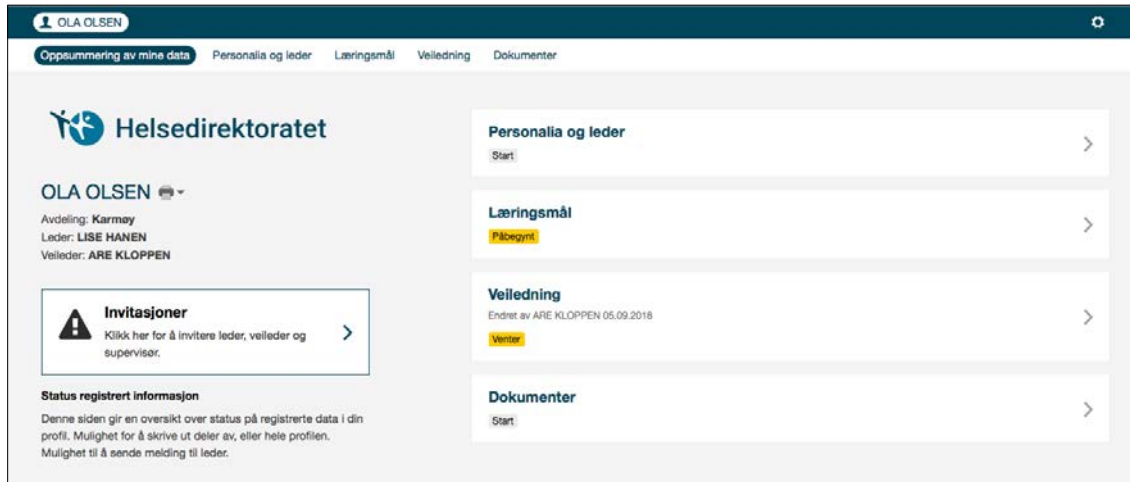 OLA OLSEN
Oppsummering av mine data Personalia og leder Læringsmål Veiledning Dokumenter
Helsedirektoratet
OLA OLSEN
Avdeling: Karmøy
Leder: LISE HANEN
Veileder: ARE KLOPPEN
Invitasjoner
Klikk her for å invitere leder, veileder og
supervisør.
Status registrert informasjon
Denne siden gir en oversikt over status på registrerte data i din
profil. Mulighet for å skrive ut deler av, eller hele profilen.
Mulighet til å sende melding til leder.
Personalia og leder
Start
Læringsmål
Påbegynt
Veiledning
Endret av ARE KLOPPEN 05.09.2018
Venter
Dokumenter
Start